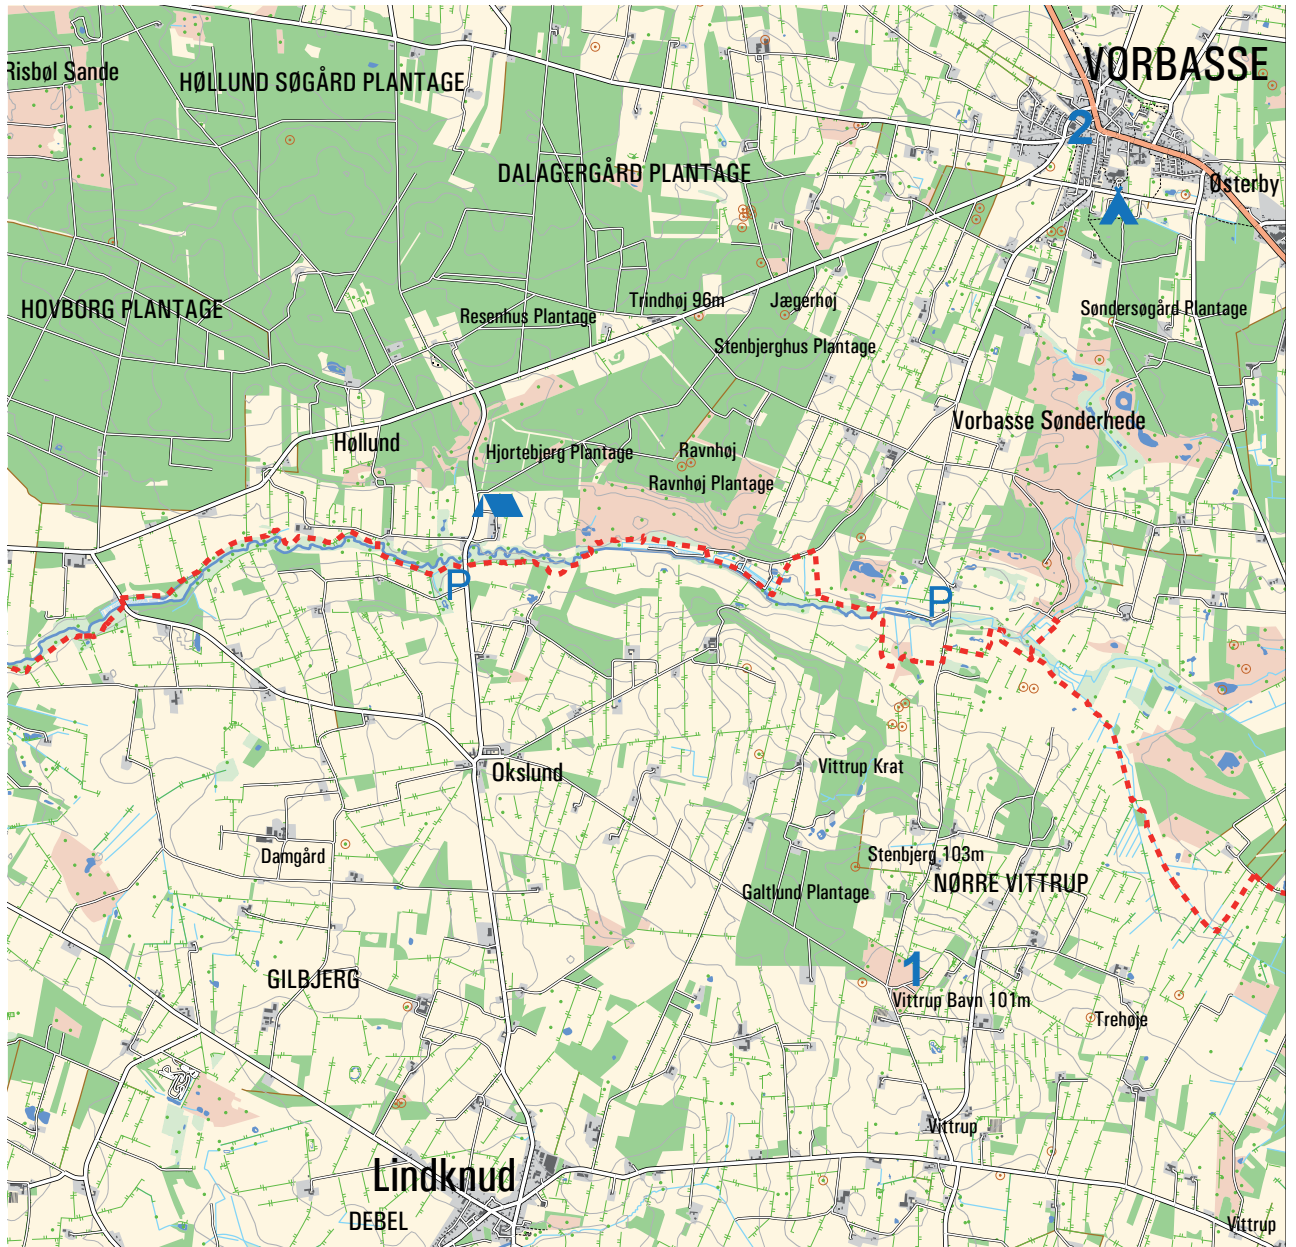 VORBASSE
Risbøl Sande
HØLLUND SØGÅRD PLANTAGE
2
DALAGERGÅRD PLANTAGE
Østerby
HOVBORG PLANTAGE
Trindhøj 96m
Jægerhøj
Resenhus Plantage
Søndersøgård Plantage
Stenbjerghus Plantage
Vorbasse Sønderhede
Høllund
Hjortebjerg Plantage
Ravnhøj
Ravnhøj Plantage
P
P
Okslund
Vittrup Krat
Damgård
Stenbjerg 103m
NØRRE VITTRUP
Galtlund Plantage
GILBJERG
1
Vittrup Bavn 101m
Trehøje
Vittrup
Lindknud
DEBEL
Vittrup